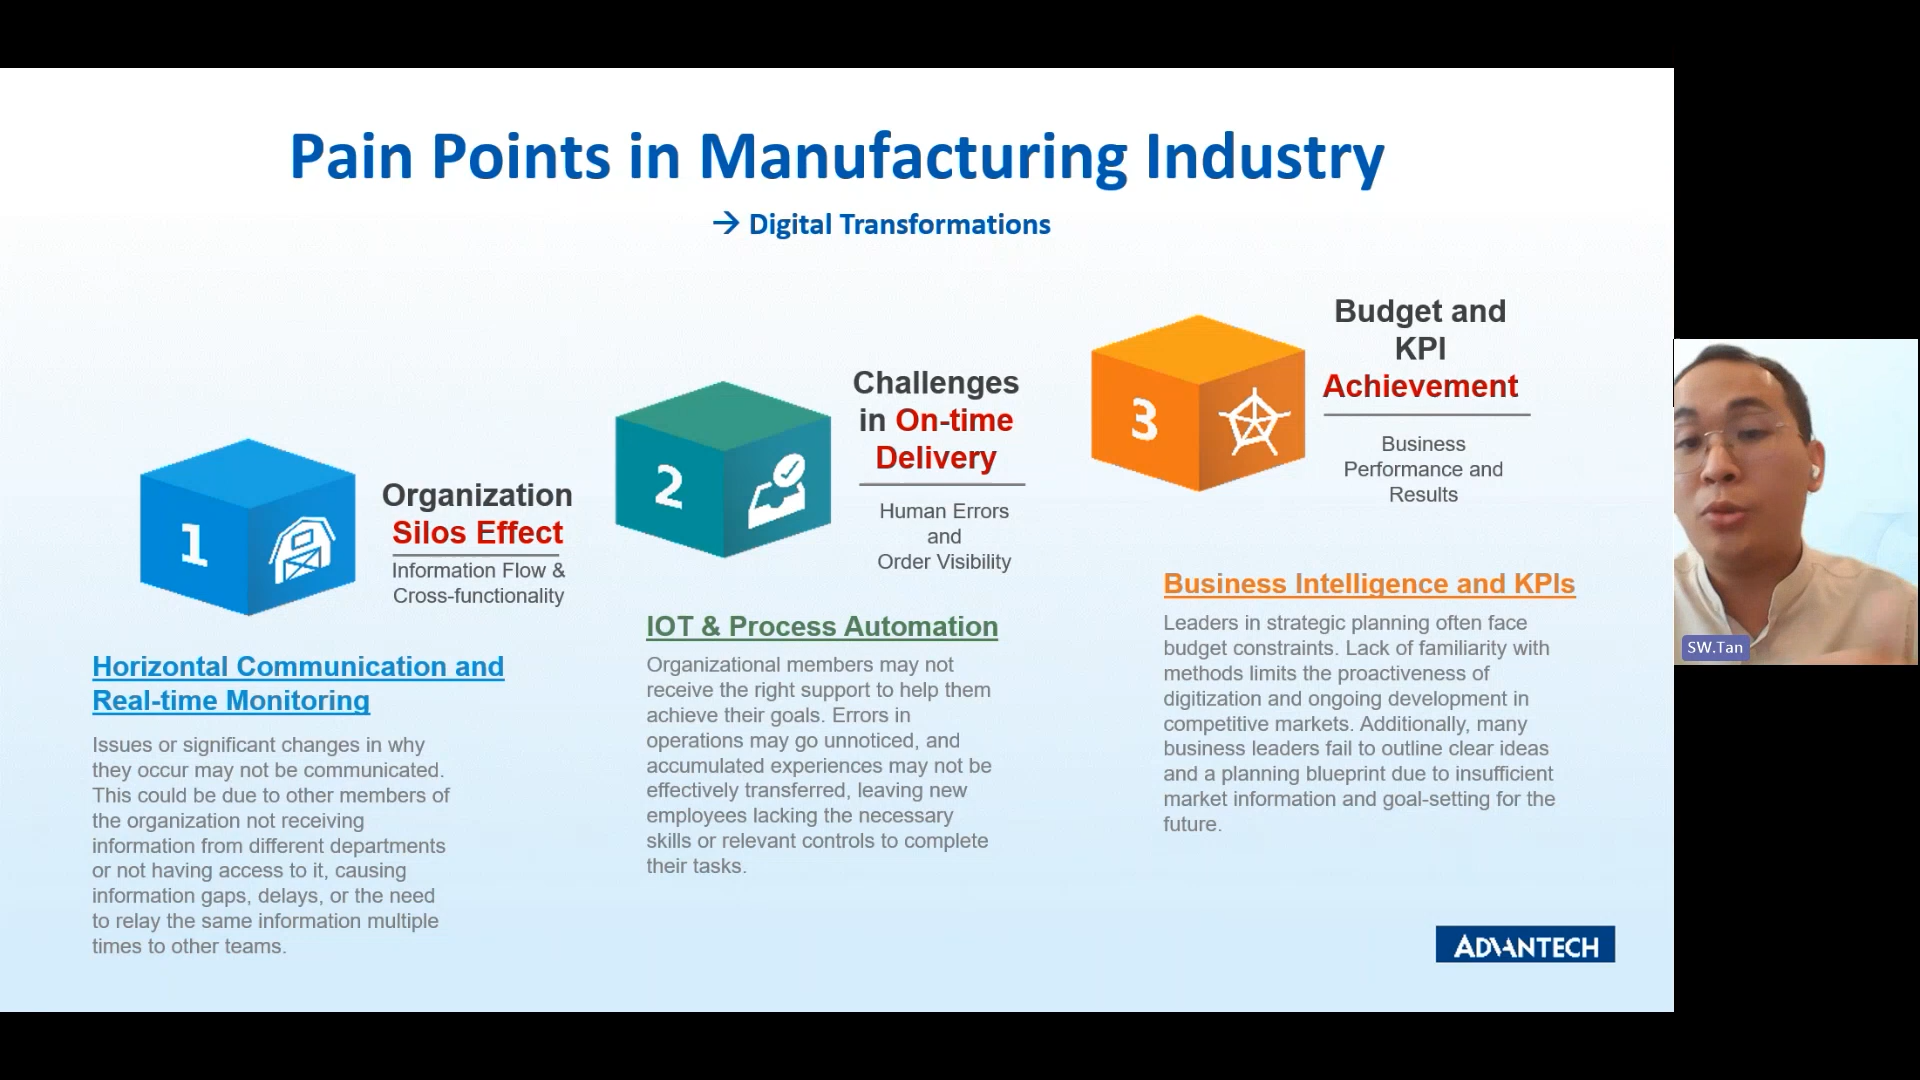 Pain Points in Manufacturing Industry
→ Digital Transformations
1
Organization
Silos Effect
Information Flow &
Cross-functionality
Horizontal Communication and
Real-time Monitoring
Issues or significant changes in why
they occur may not be communicated.
This could be due to other members of
the organization not receiving
information from different departments
or not having access to it, causing
information gaps, delays, or the need
to relay the same information multiple
times to other teams.
2
Challenges
in On-time
Delivery
Human Errors
and
Order Visibility
IOT & Process Automation
Organizational members may not
receive the right support to help them
achieve their goals. Errors in
operations may go unnoticed, and
accumulated experiences may not be
effectively transferred, leaving new
employees lacking the necessary
skills or relevant controls to complete
their tasks.
3
Budget and
KPI
Achievement
Business
Performance and
Results
Business Intelligence and KPIs
Leaders in strategic planning often face
budget constraints. Lack of familiarity with
methods limits the proactiveness of
digitization and ongoing development in
competitive markets. Additionally, many
business leaders fail to outline clear ideas
and a planning blueprint due to insufficient
market information and goal-setting for the
future.
ADVANTECH
SW.Tan